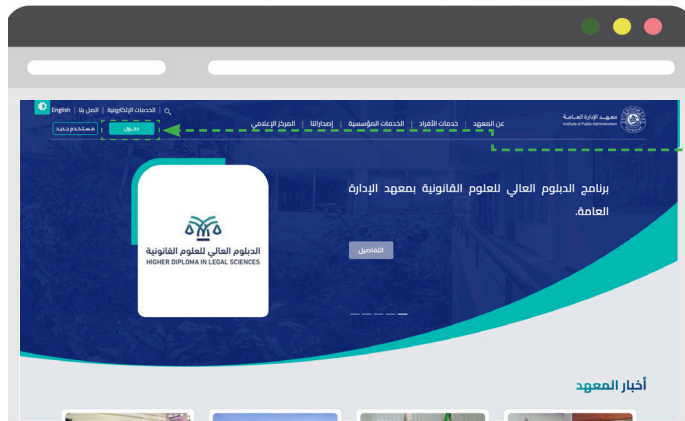 الخدمات الإلكترونية | اتصل بنا | English
معهد الإدارة العامة
Institute of Public Administration
عن المعهد | خدمات الأفراد | الخدمات المؤسسية | إصداراتنا | المركز الإعلامي
دخول
مستخدم جديد
برنامج الدبلوم العالي للعلوم القانونية بمعهد الإدارة
العامة.
التفاصيل
الدبلوم العالي للعلوم القانونية
HIGHER DIPLOMA IN LEGAL SCIENCES
أخبار المعهد